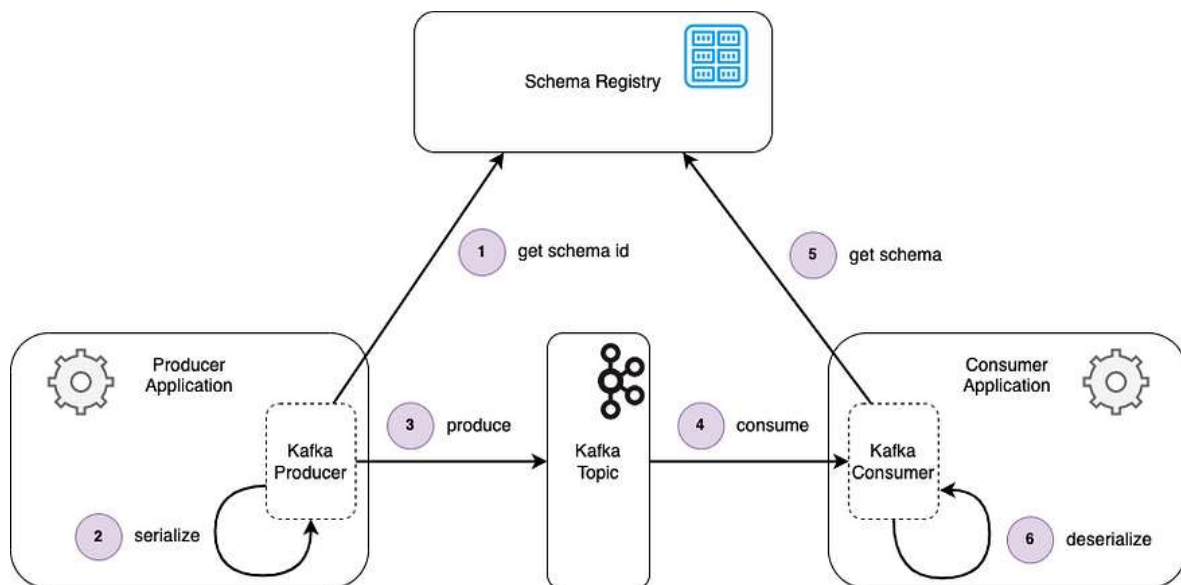 Schema Registry
1
get schema id
5
get schema
Producer
Application
Consumer
Application
3
produce
4
consume
Kafka
Producer
Kafka
Topic
Kafka
Consumer
2
serialize
6
deserialize